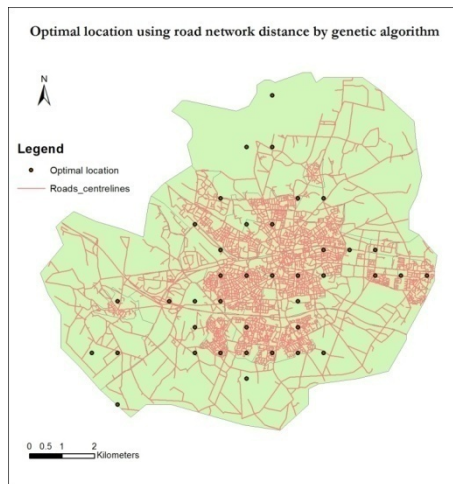 Optimal location using road network distance by genetic algorithm
N
Legend
Optimal location
Roads_centrelines
0 0.5 1 2
Kilometers